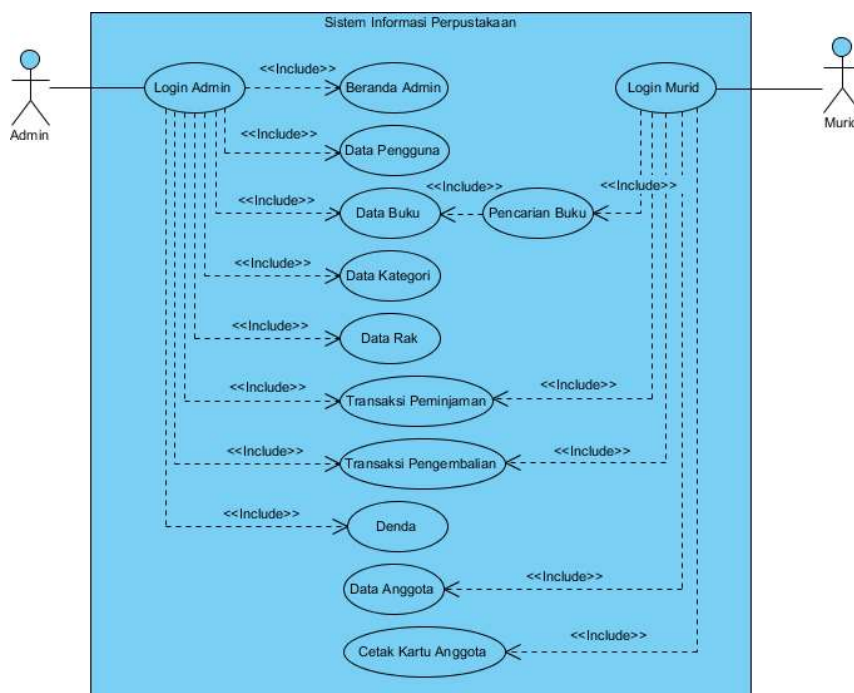 Sistem Informasi Perpustakaan
Admin
Login Admin
<<Include>>
Beranda Admin
Login Murid
Murid
<<Include>>
Data Pengguna
<<Include>>
Data Buku
<<Include>>
Pencarian Buku
<<Include>>
<<Include>>
Data Kategori
<<Include>>
Data Rak
<<Include>>
Transaksi Peminjaman
<<Include>>
<<Include>>
Transaksi Pengembalian
<<Include>>
<<Include>>
Denda
Data Anggota
<<Include>>
Cetak Kartu Anggota
<<Include>>